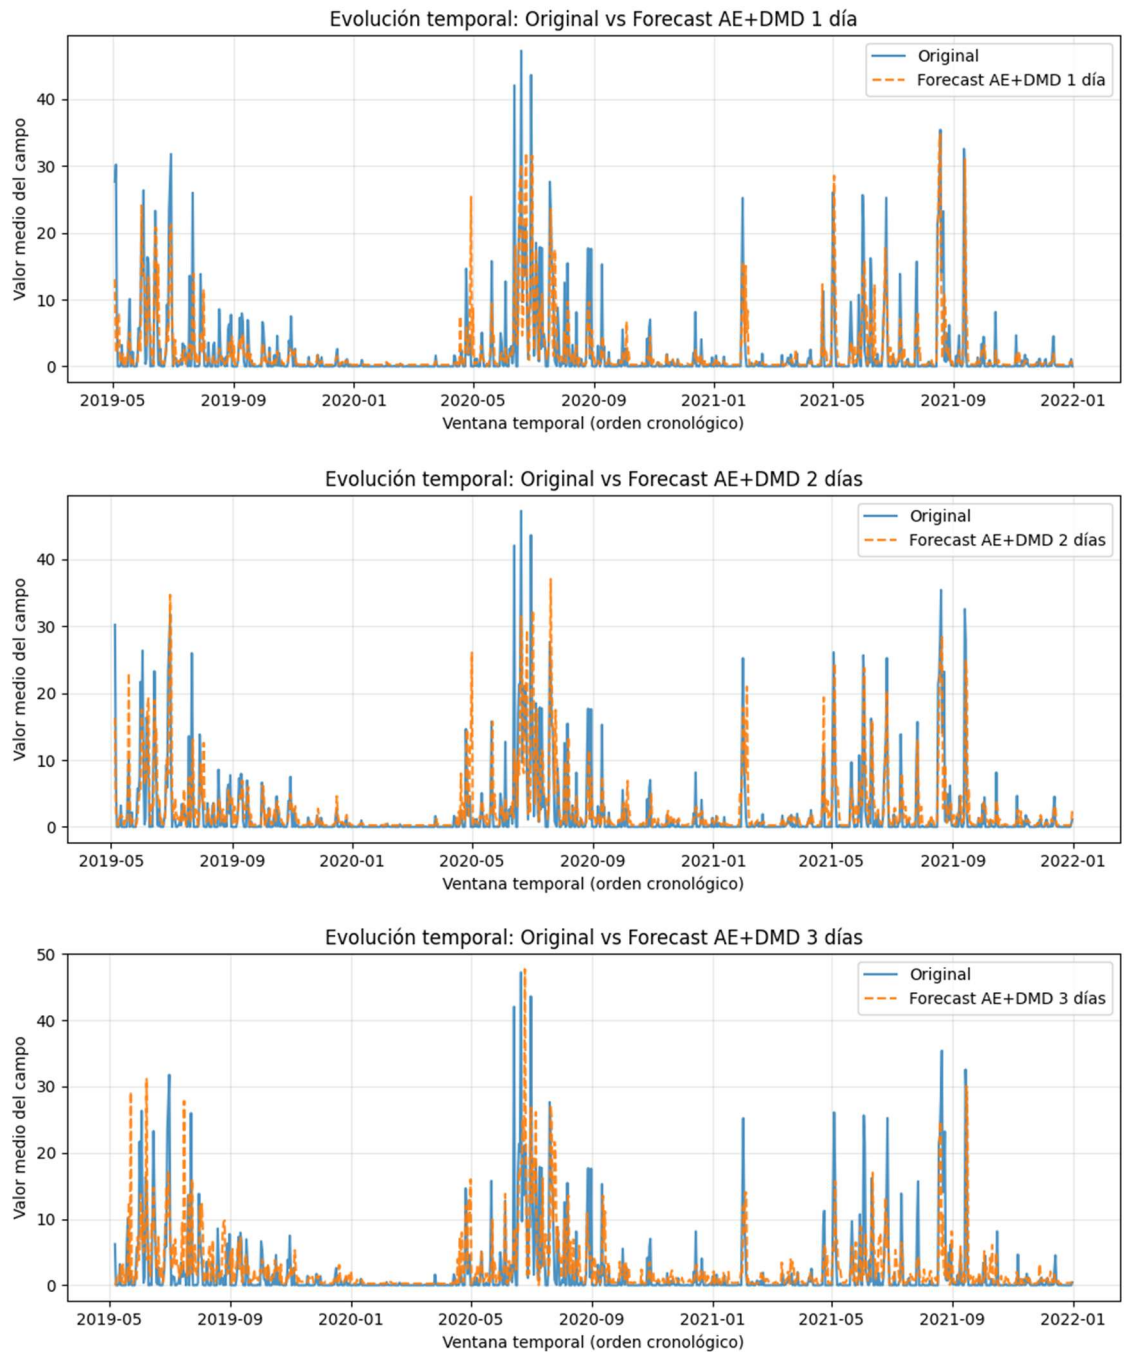 Evolución temporal: Original vs Forecast AE+DMD 1 día
Original
Forecast AE+DMD 1 día
Valor medio del campo
40
30
20
10
0
2019-05 2019-09 2020-01 2020-05 2020-09 2021-01 2021-05 2021-09 2022-01
Ventana temporal (orden cronológico)
Evolución temporal: Original vs Forecast AE+DMD 2 días
Original
Forecast AE+DMD 2 días
Valor medio del campo
40
30
20
10
0
2019-05 2019-09 2020-01 2020-05 2020-09 2021-01 2021-05 2021-09 2022-01
Ventana temporal (orden cronológico)
Evolución temporal: Original vs Forecast AE+DMD 3 días
Original
Forecast AE+DMD 3 días
Valor medio del campo
50
40
30
20
10
0
2019-05 2019-09 2020-01 2020-05 2020-09 2021-01 2021-05 2021-09 2022-01
Ventana temporal (orden cronológico)